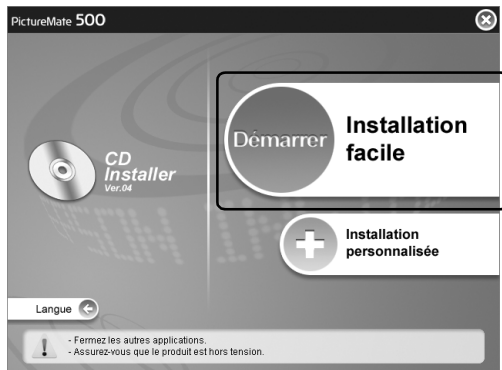 PictureMate 500
Démarrer
Installation
facile
CD
Installer
Ver.04
Installation
personnalisée
Langue
- Fermez les autres applications.
- Assurez-vous que le produit est hors tension.